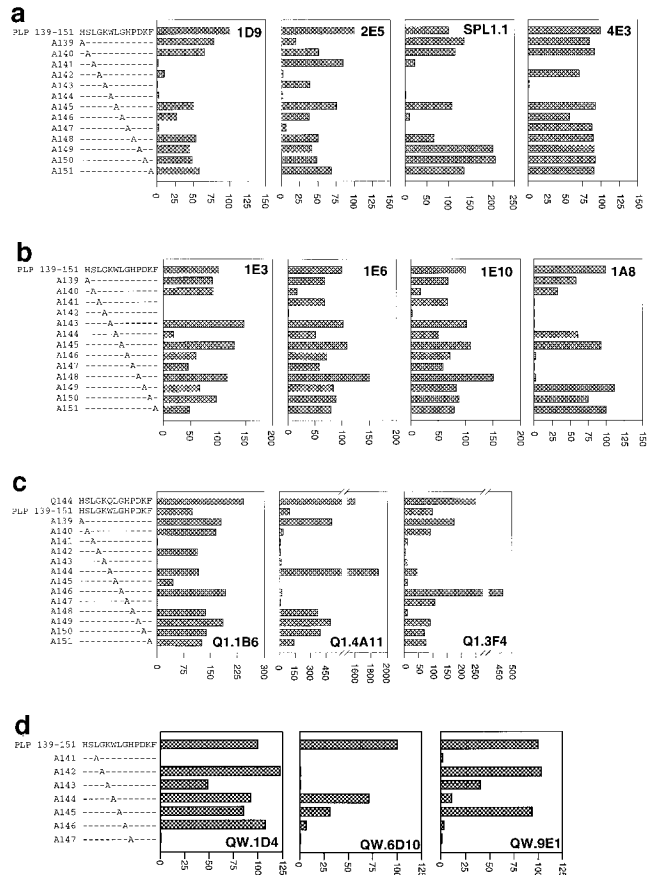 a
1D9 2E5 SPL1.1 4E3
PLP 139-151 HSLGKWLGHPDKF
A139 A------------
A140 -A-----------
A141 --A----------
A142 ---A---------
A143 ----A--------
A144 -----A-------
A145 ------A------
A146 -------A-----
A147 --------A----
A148 ---------A---
A149 ----------A--
A150 -----------A-
A151 ------------A
0 25 50 75 100 125 150 0 25 50 75 100 125 150 0 50 100 150 200 250 0 25 50 75 100 125
b
1E3 1E6 1E10 1A8
PLP 139-151 HSLGKWLGHPDKF
A139 A------------
A140 -A-----------
A141 --A----------
A142 ---A---------
A143 ----A--------
A144 -----A-------
A145 ------A------
A146 -------A-----
A147 --------A----
A148 ---------A---
A149 ----------A--
A150 -----------A-
A151 ------------A
0 50 100 150 200 0 50 100 150 200 0 50 100 150 200 0 25 50 75 100 125 150
c
Q144 HSLGKQLGHPDKF
PLP 139-151 HSLGKWLGHPDKF
A139 A------------
A140 -A-----------
A141 --A----------
A142 ---A---------
A143 ----A--------
A144 -----A-------
A145 ------A------
A146 -------A-----
A147 --------A----
A148 ---------A---
A149 ----------A--
A150 -----------A-
A151 ------------A
Q1.1B6 Q1.4A11 Q1.3F4
0 75 150 225 300 0 150 300 450 1600 2000 0 50 100 150 200 250 500
d
PLP 139-151 HSLGKWLGHPDKF
A141 --A----------
A142 ---A---------
A143 ----A--------
A144 -----A-------
A145 ------A------
A146 -------A-----
A147 --------A----
QW.1D4 QW.6D10 QW.9E1
0 25 50 75 100 125 0 25 50 75 100 125 0 25 50 75 100 125